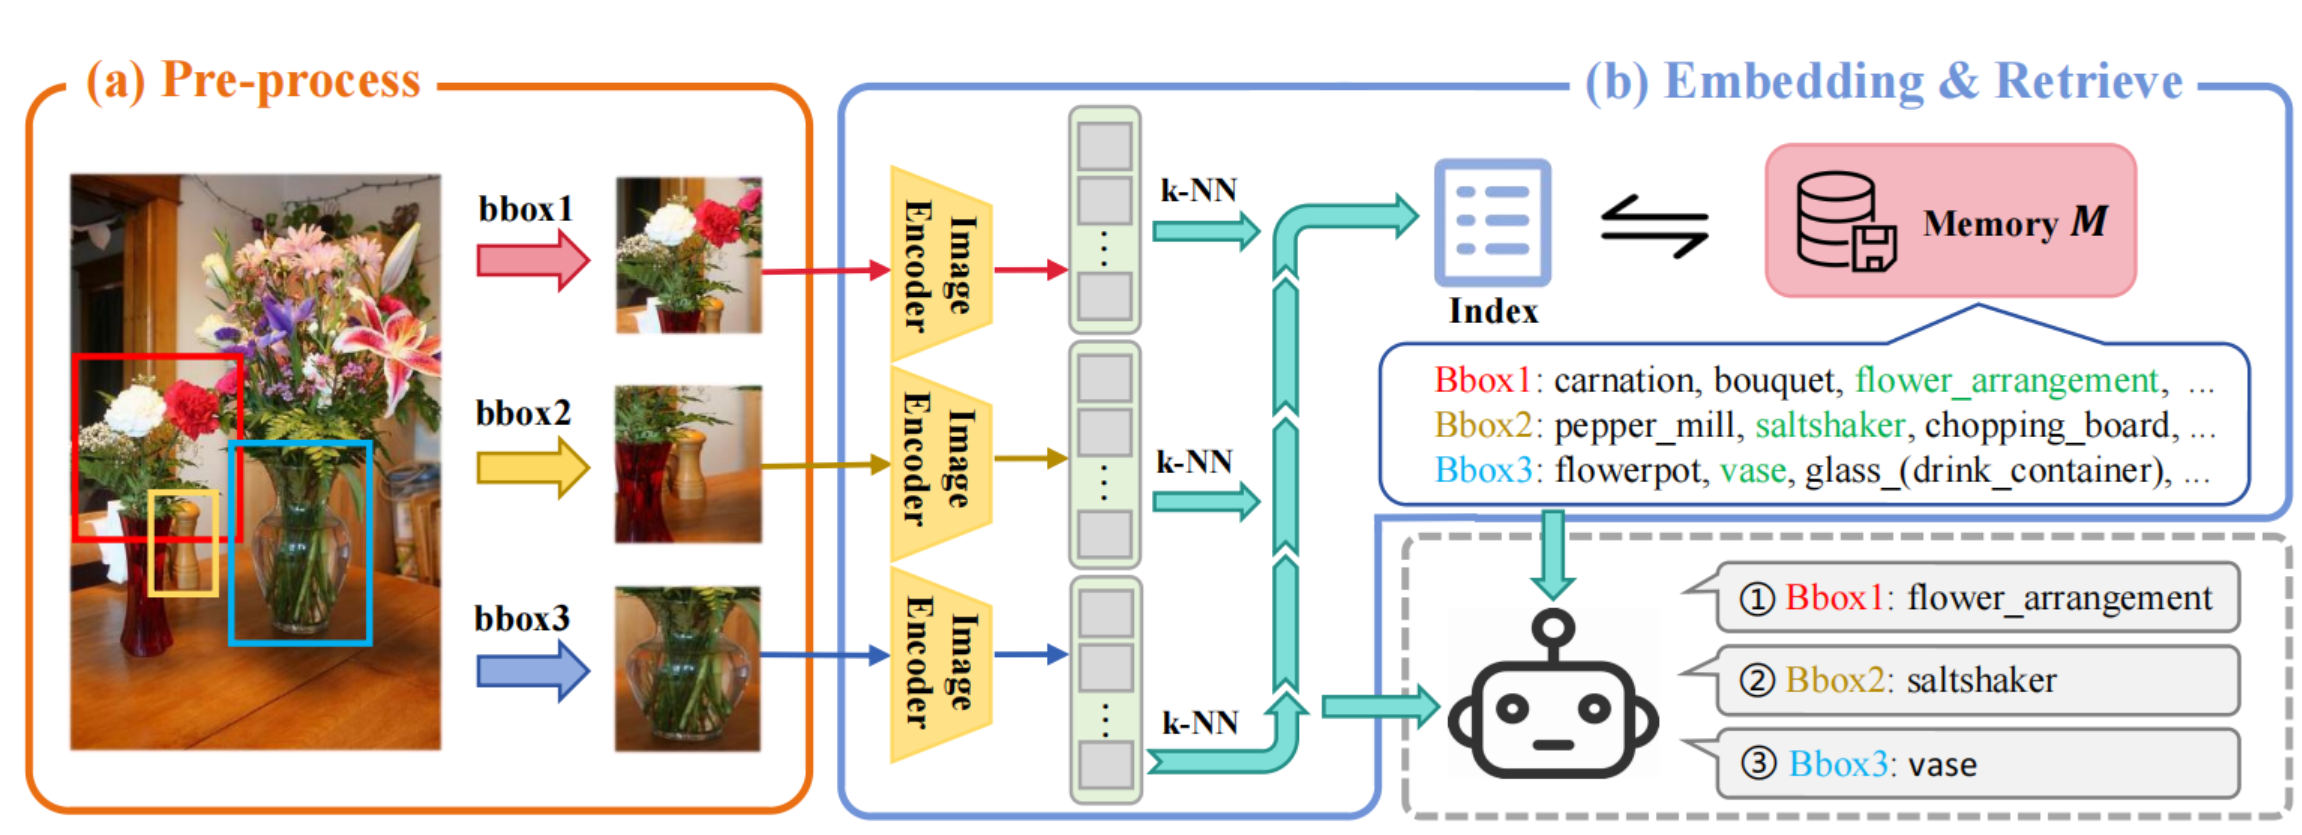 (a) Pre-process
(b) Embedding & Retrieve
bbox1
bbox2
bbox3
Image
Encoder
Image
Encoder
Image
Encoder
k-NN
k-NN
k-NN
Index
Memory M
Bbox1: carnation, bouquet, flower_arrangement, ...
Bbox2: pepper_mill, saltshaker, chopping_board, ...
Bbox3: flowerpot, vase, glass_(drink_container), ...
① Bbox1: flower_arrangement
② Bbox2: saltshaker
③ Bbox3: vase